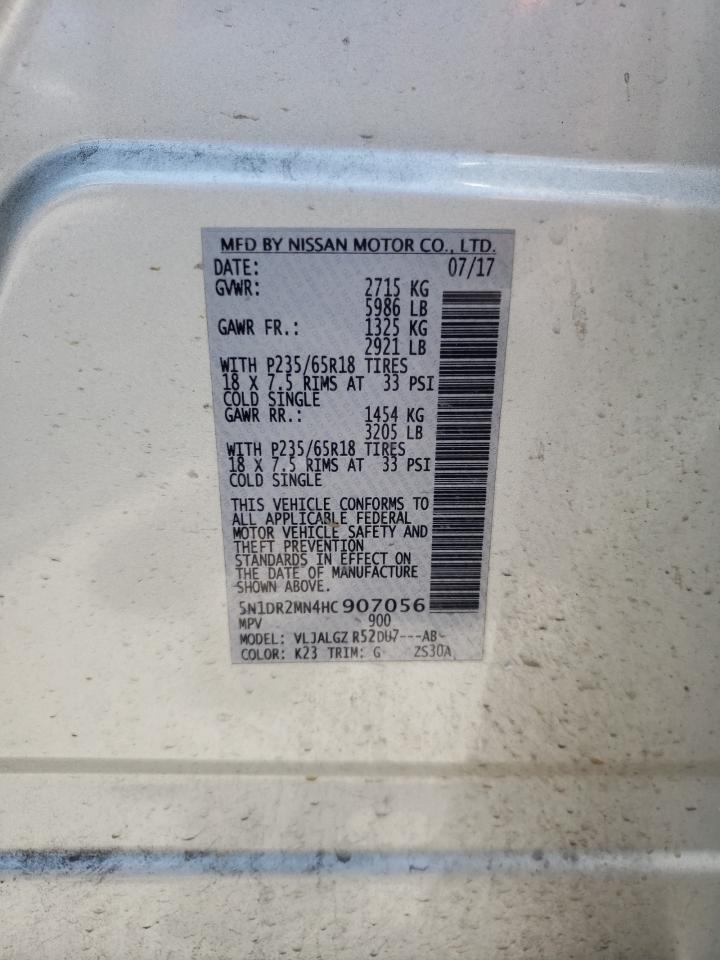 MFD BY NISSAN MOTOR CO., LTD.
DATE: 07/17
GVWR: 2715 KG
5986 LB
GAWR FR.: 1325 KG
2921 LB
WITH P235/65R18 TIRES
18 X 7.5 RIMS AT 33 PSI
COLD SINGLE
GAWR RR.: 1454 KG
3205 LB
WITH P235/65R18 TIRES
18 X 7.5 RIMS AT 33 PSI
COLD SINGLE
THIS VEHICLE CONFORMS TO
ALL APPLICABLE FEDERAL
MOTOR VEHICLE SAFETY AND
THEFT PREVENTION
STANDARDS IN EFFECT ON
THE DATE OF MANUFACTURE
SHOWN ABOVE.
5N1DR2MN4HC907056
MPV 900
MODEL: VLJALGZ R52DU7---AB-
COLOR: K23 TRIM: G ZS30A